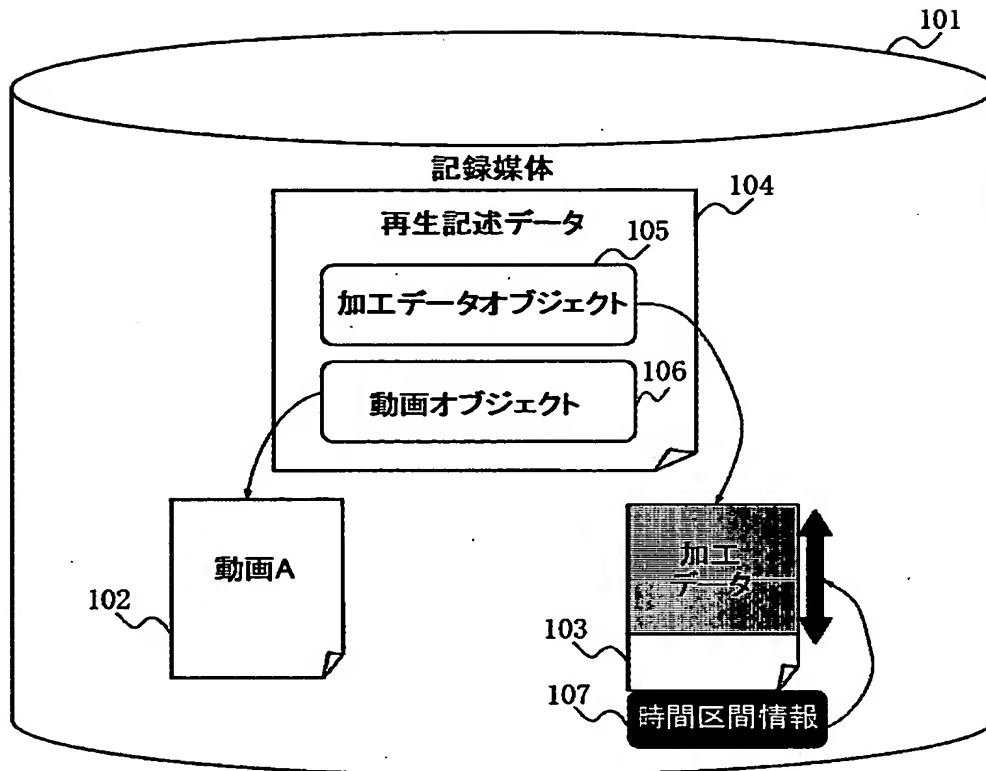 101
記録媒体
104
再生記述データ
105
加工データオブジェクト
106
動画オブジェクト
動画A
102
加工
データ
103
107
時間区間情報